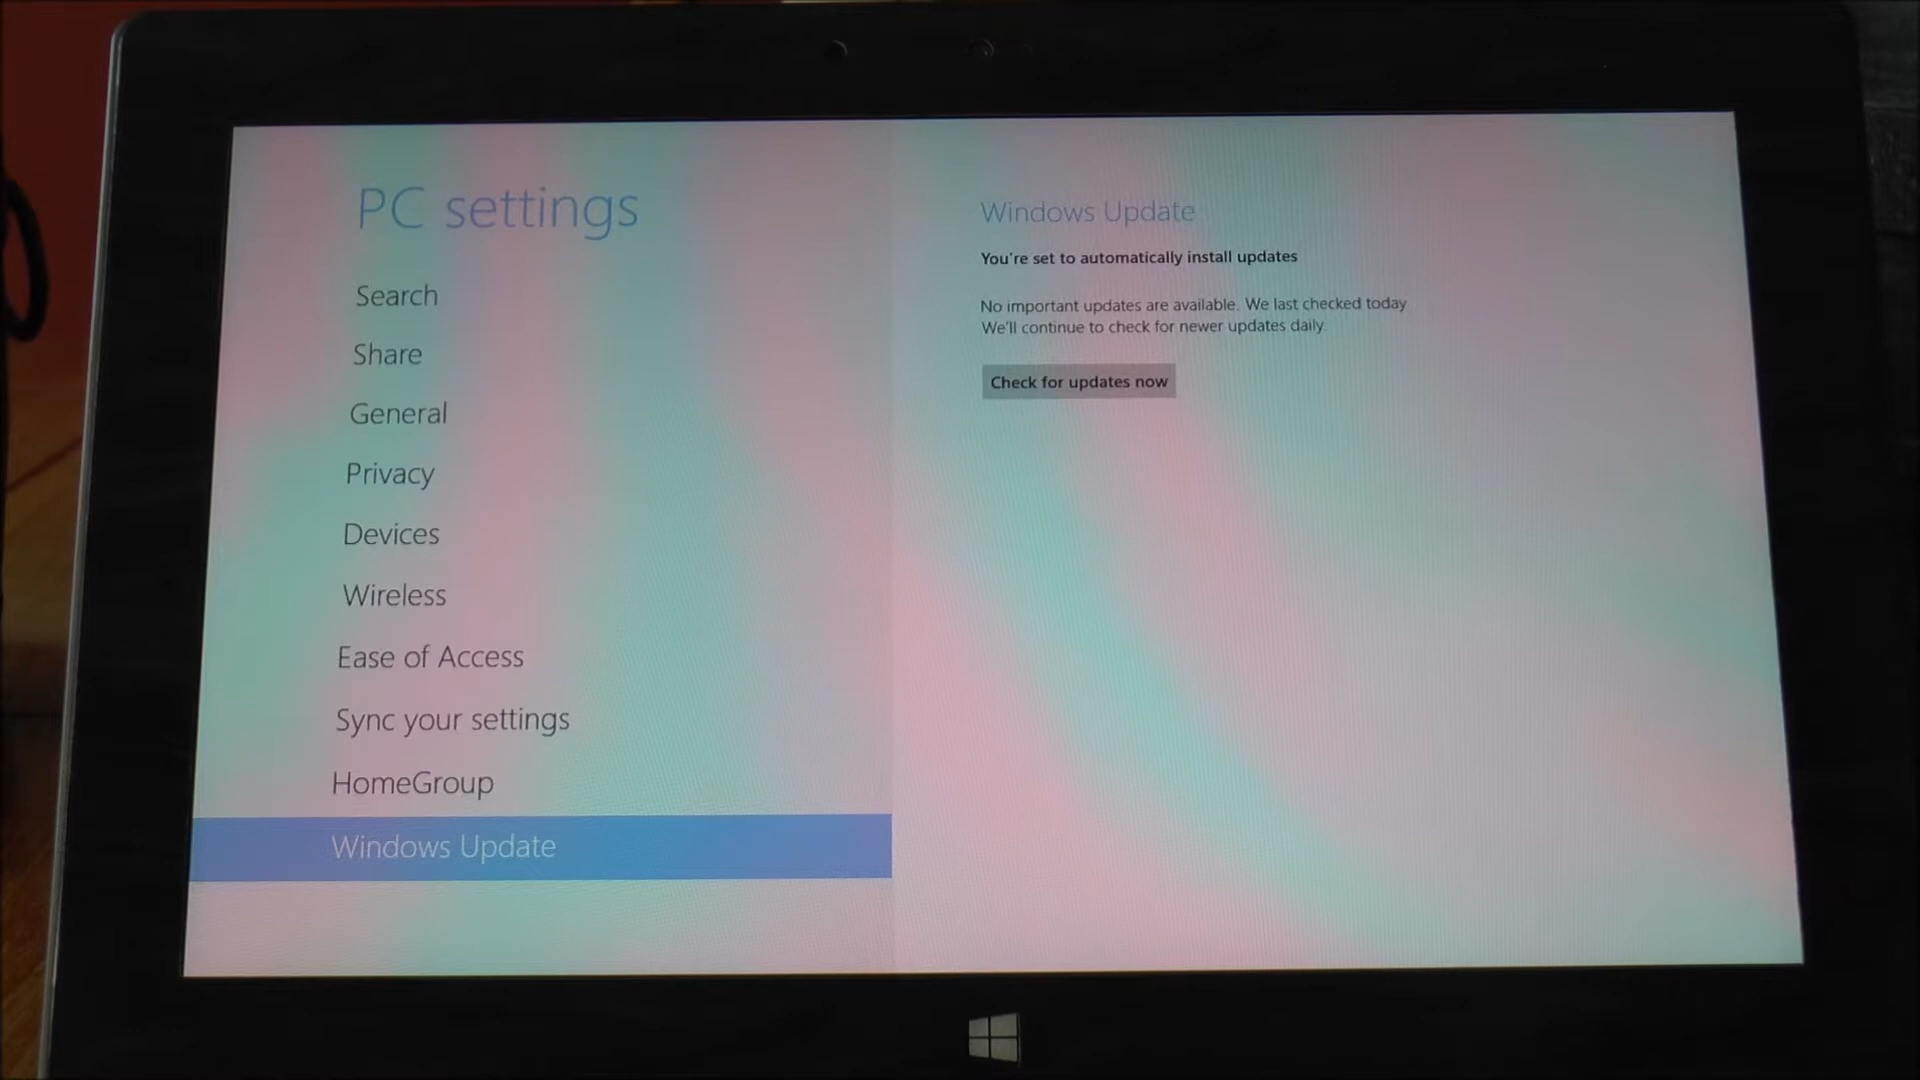 PC settings
Search
Share
General
Privacy
Devices
Wireless
Ease of Access
Sync your settings
HomeGroup
Windows Update
Windows Update
You're set to automatically install updates
No important updates are available. We last checked today
We'll continue to check for newer updates daily.
Check for updates now